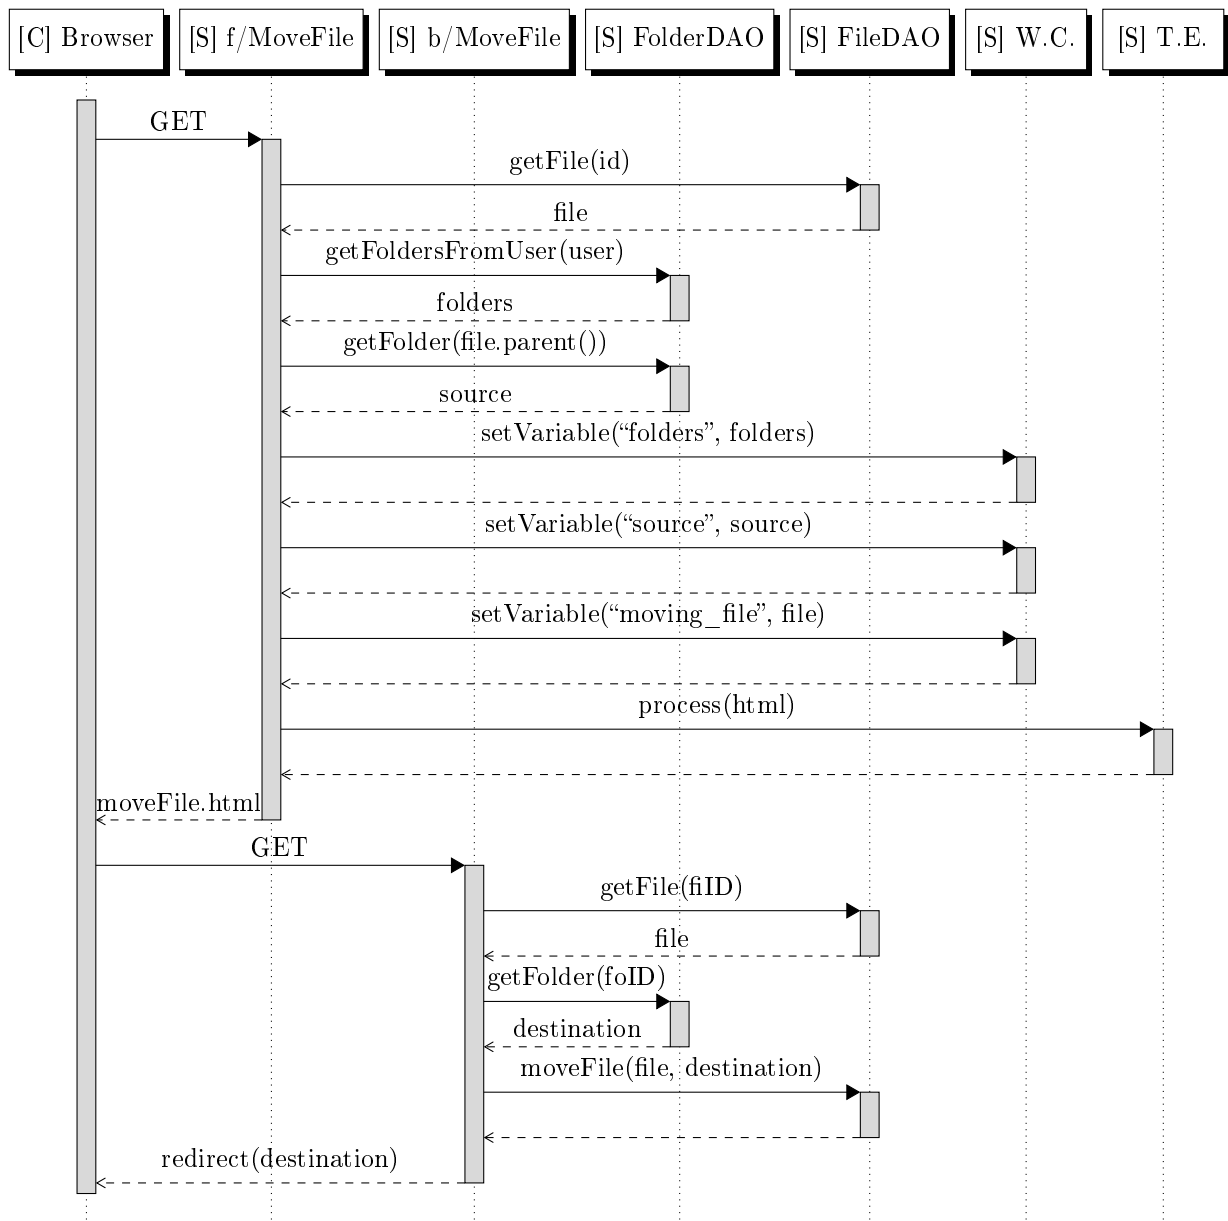 [C] Browser
[S] f/MoveFile
[S] b/MoveFile
[S] FolderDAO
[S] FileDAO
[S] W.C.
[S] T.E.
GET
getFile(id)
file
getFoldersFromUser(user)
folders
getFolder(file.parent())
source
setVariable(“folders”, folders)
setVariable(“source”, source)
setVariable(“moving_file”, file)
process(html)
moveFile.html
GET
getFile(fiID)
file
getFolder(foID)
destination
moveFile(file, destination)
redirect(destination)